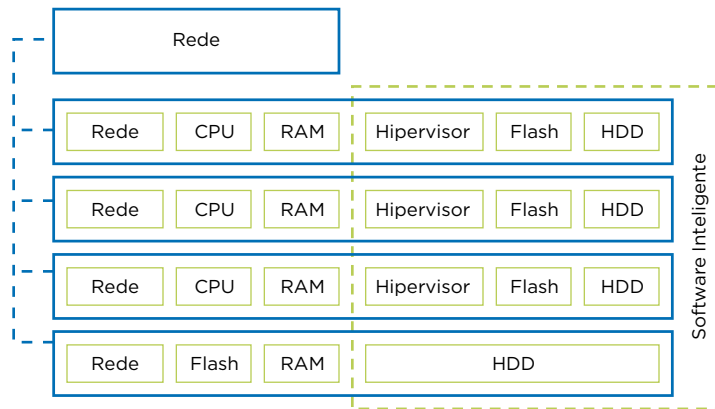 Rede
Rede CPU RAM Hipervisor Flash HDD
Rede CPU RAM Hipervisor Flash HDD
Rede CPU RAM Hipervisor Flash HDD
Rede Flash RAM HDD
Software Inteligente